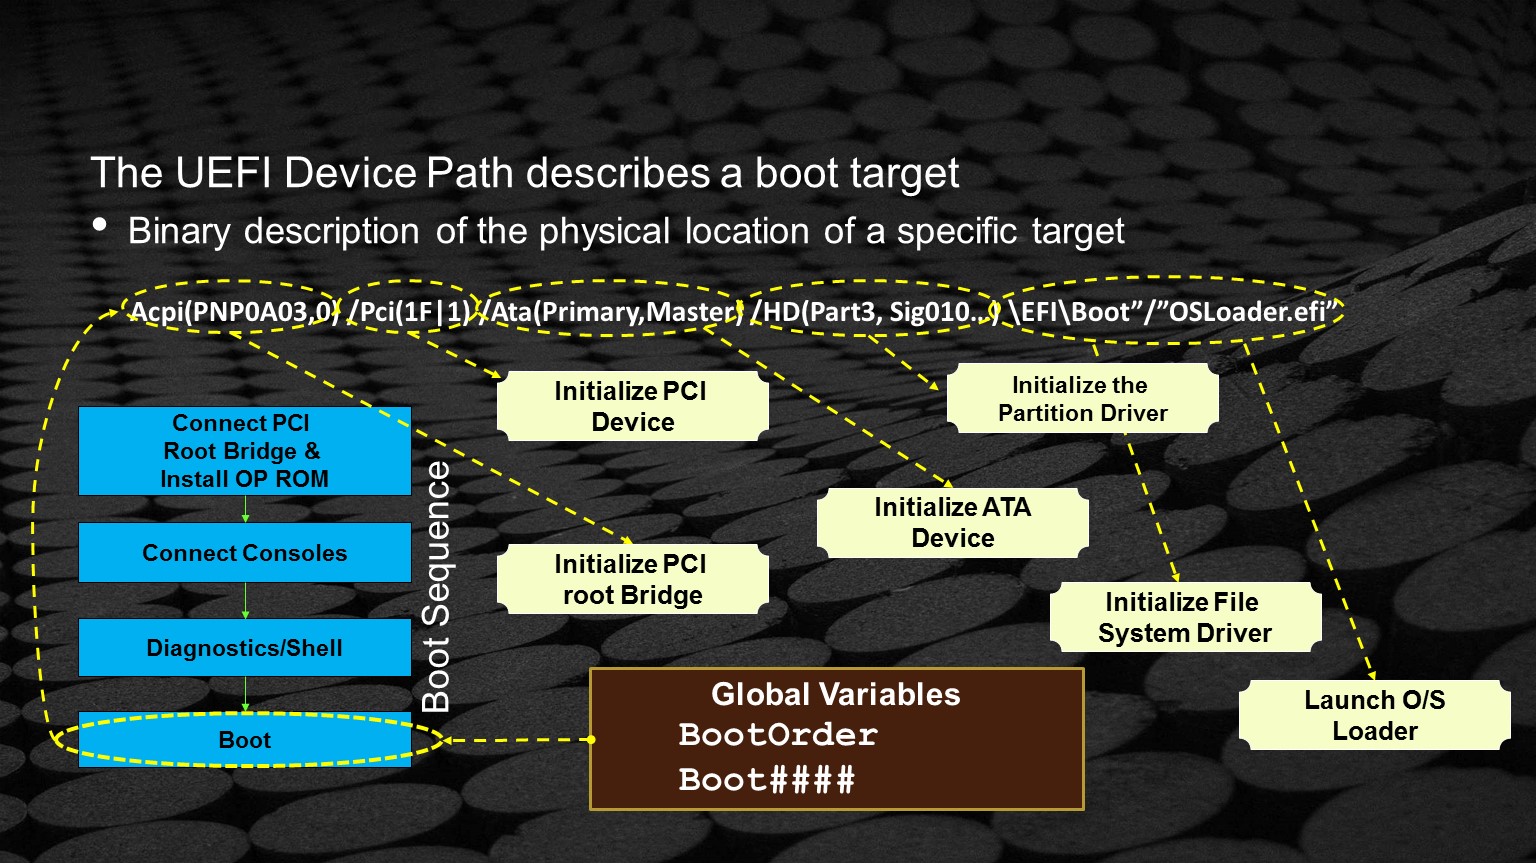 The UEFI Device Path describes a boot target
• Binary description of the physical location of a specific target
Acpi(PNP0A03,0) /Pci(1F|1) /Ata(Primary,Master) /HD(Part3, Sig010…) \EFI\Boot”/”OSLoader.efi”
Initialize PCI
Device
Initialize the
Partition Driver
Connect PCI
Root Bridge &
Install OP ROM
Boot Sequence
Initialize ATA
Device
Connect Consoles
Initialize PCI
root Bridge
Initialize File
System Driver
Diagnostics/Shell
Global Variables
BootOrder
Boot####
Launch O/S
Loader
Boot